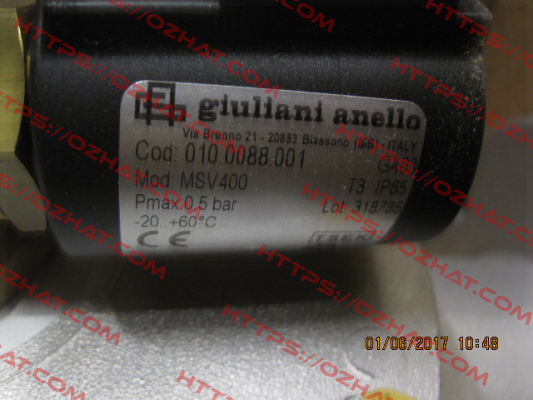 giuliani anello
Via Brenno 21 - 20853 Biassono (MB) - ITALY
Cod: 010.0088.001
Mod: MSV400
T3 IP65
Pmax.0,5 bar
Lot: 318785
-20..+60°C
CE
01/06/2017 10:48
HTTPS://OZHAT.COM